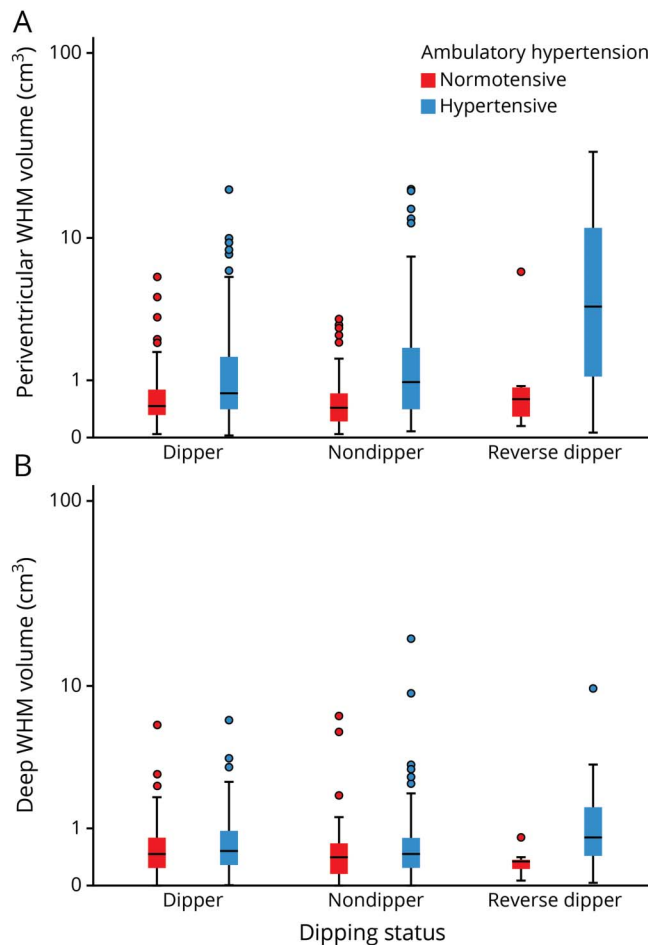 A
Periventricular WHM volume (cm³)
100
10
1
0
Ambulatory hypertension
Normotensive
Hypertensive
Dipper Nondipper Reverse dipper
B
Deep WHM volume (cm³)
100
10
1
0
Dipper Nondipper Reverse dipper
Dipping status